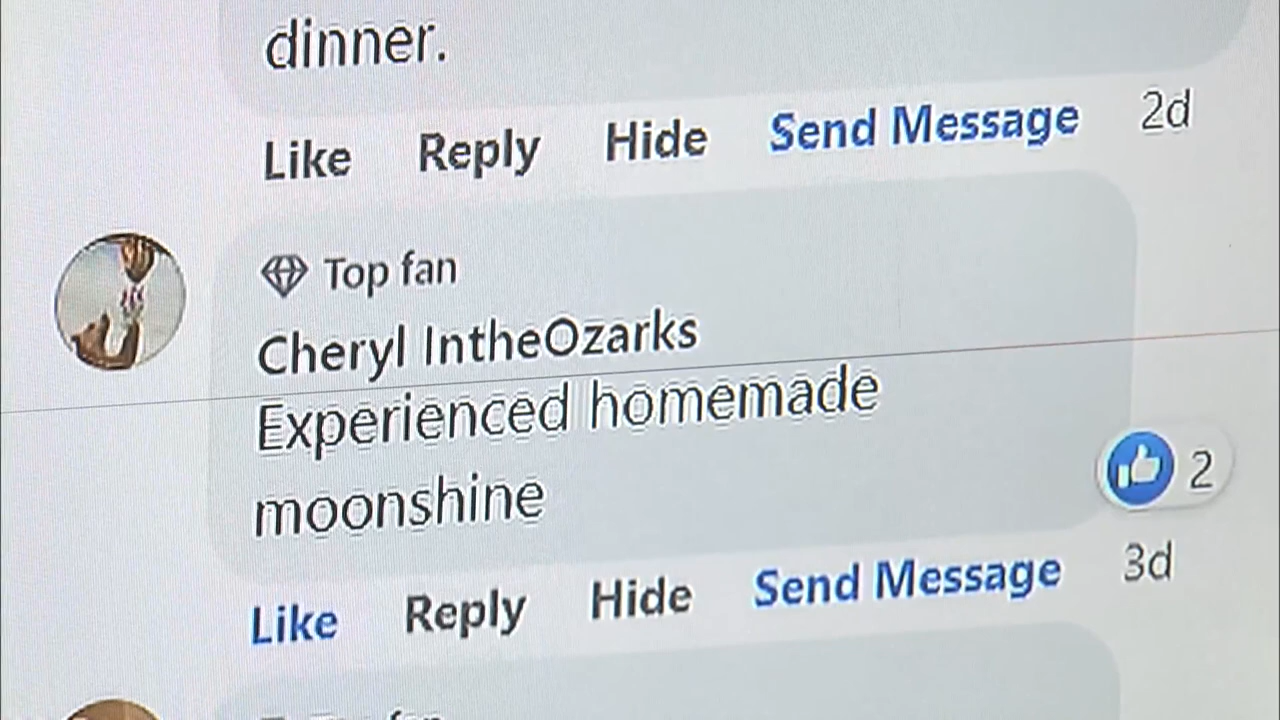 dinner.
Like Reply Hide Send Message 2d
Top fan
Cheryl IntheOzarks
Experienced homemade
moonshine
2
Like Reply Hide Send Message 3d